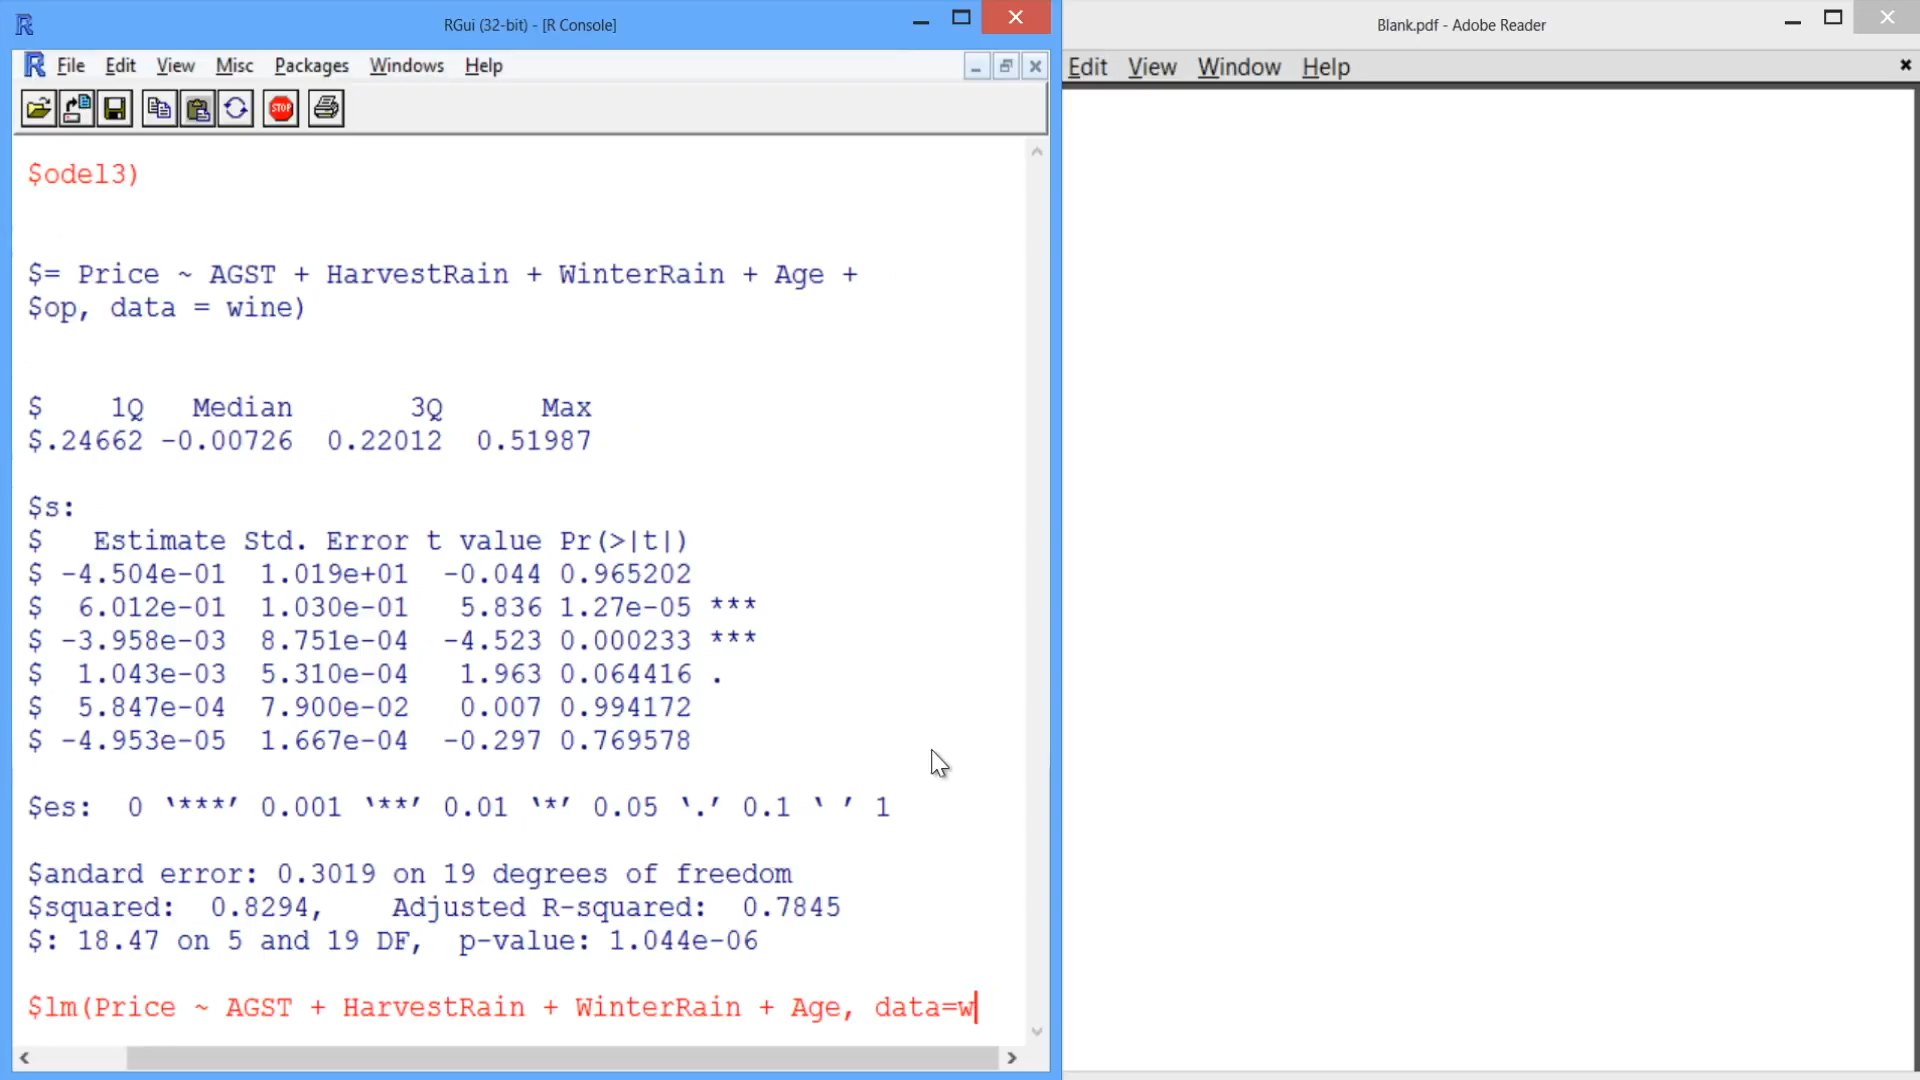 RGui (32-bit) - [R Console]
File Edit View Misc Packages Windows Help
STOP
$odel3)
$= Price ~ AGST + HarvestRain + WinterRain + Age +
$op, data = wine)
$    1Q   Median       3Q      Max
$.24662 -0.00726  0.22012  0.51987
$s:
$   Estimate Std. Error t value Pr(>|t|)
$ -4.504e-01  1.019e+01  -0.044 0.965202
$  6.012e-01  1.030e-01   5.836 1.27e-05 ***
$ -3.958e-03  8.751e-04  -4.523 0.000233 ***
$  1.043e-03  5.310e-04   1.963 0.064416 .
$  5.847e-04  7.900e-02   0.007 0.994172
$ -4.953e-05  1.667e-04  -0.297 0.769578
$es:  0 ‘***’ 0.001 ‘**’ 0.01 ‘*’ 0.05 ‘.’ 0.1 ‘ ’ 1
$andard error: 0.3019 on 19 degrees of freedom
$squared:  0.8294,    Adjusted R-squared:  0.7845
$: 18.47 on 5 and 19 DF,  p-value: 1.044e-06
$lm(Price ~ AGST + HarvestRain + WinterRain + Age, data=w
Blank.pdf - Adobe Reader
Edit View Window Help